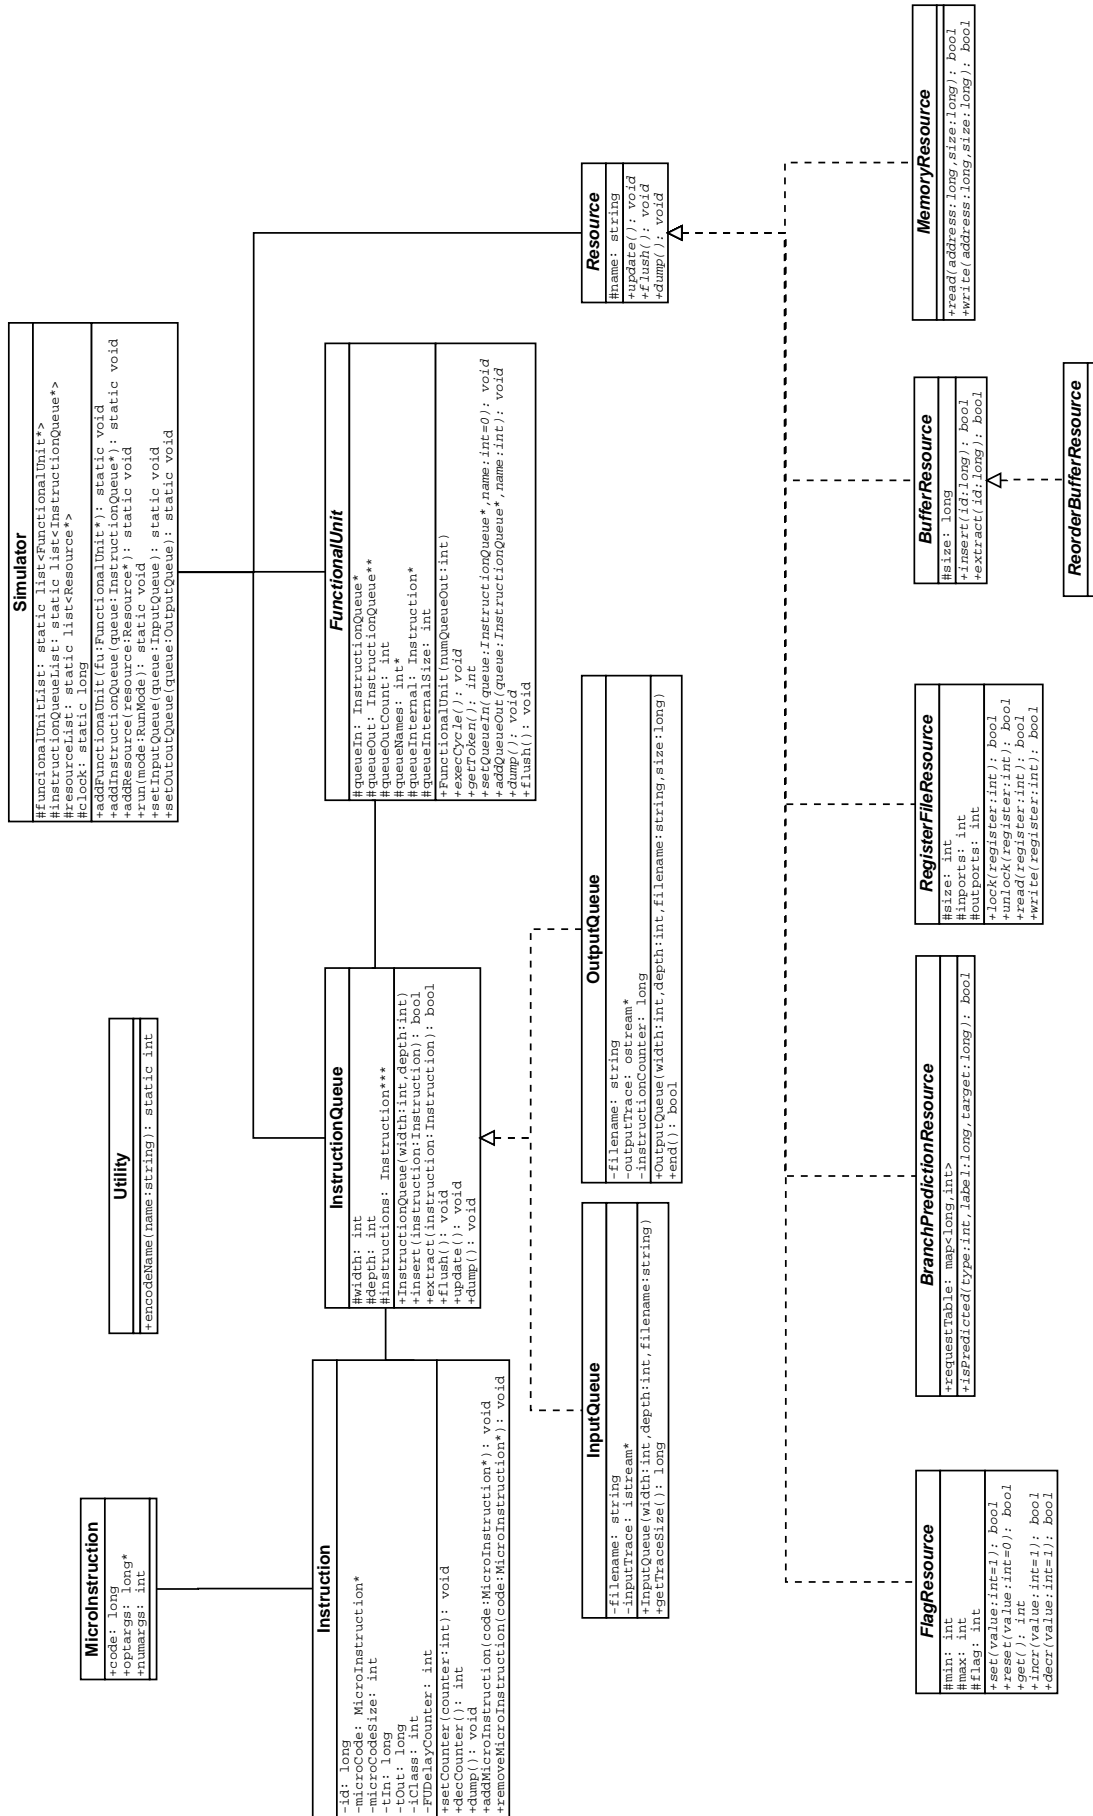 MicroInstruction
+code: long
+optargs: long*
+numargs: int
Utility
+encodeName(name:string): static int
Simulator
#funcionalUnitList: static list<FunctionalUnit*>
#instructionQueueList: static list<InstructionQueue*>
#resourceList: static list<Resource*>
#clock: static long
+addFunctionaUnit(fu:FunctionalUnit*): static void
+addInstructionQueue(queue:InstructionQueue*): static void
+addResource(resource:Resource*): static void
+run(mode:RunMode): static void
+setInputQueue(queue:InputQueue): static void
+setOutoutQueue(queue:OutputQueue): static void
Instruction
-id: long
-microCode: MicroInstruction*
-microCodeSize: int
-tIn: long
-tOut: long
-iClass: int
-FUDelayCounter: int
+setCounter(counter:int): void
+decCounter(): int
+dump(): void
+addMicroInstruction(code:MicroInstruction*): void
+removeMicroInstruction(code:MicroInstruction*): void
InstructionQueue
#width: int
#depth: int
#instructions: Instruction***
+InstructionQueue(width:int,depth:int)
+insert(instruction:Instruction): bool
+extract(instruction:Instruction): bool
+flush(): void
+update(): void
+dump(): void
FunctionalUnit
#queueIn: InstructionQueue*
#queueOut: InstructionQueue**
#queueOutCount: int
#queueNames: int*
#queueInternal: Instruction*
#queueInternalSize: int
+FunctionalUnit(numQueueOut:int)
+execCycle(): void
+getToken(): int
+setQueueIn(queue:InstructionQueue*,name:int=0): void
+addQueueOut(queue:InstructionQueue*,name:int): void
+dump(): void
+flush(): void
InputQueue
-filename: string
-inputTrace: istream*
+InputQueue(width:int,depth:int,filename:string)
+getTraceSize(): long
OutputQueue
-filename: string
-outputTrace: ostream*
-instructionCounter: long
+OutputQueue(width:int,depth:int,filename:string,size:long)
+end(): bool
Resource
#name: string
+update(): void
+flush(): void
+dump(): void
FlagResource
#min: int
#max: int
#flag: int
+set(value:int=1): bool
+reset(value:int=0): bool
+get(): int
+incr(value:int=1): bool
+decr(value:int=1): bool
BranchPredictionResource
+requestTable: map<long,int>
+isPredicted(type:int,label:long,target:long): bool
RegisterFileResource
#size: int
#inports: int
#outports: int
+lock(register:int): bool
+unlock(register:int): bool
+read(register:int): bool
+write(register:int): bool
BufferResource
#size: long
+insert(id:long): bool
+extract(id:long): bool
MemoryResource
+read(address:long,size:long): bool
+write(address:long,size:long): bool
ReorderBufferResource